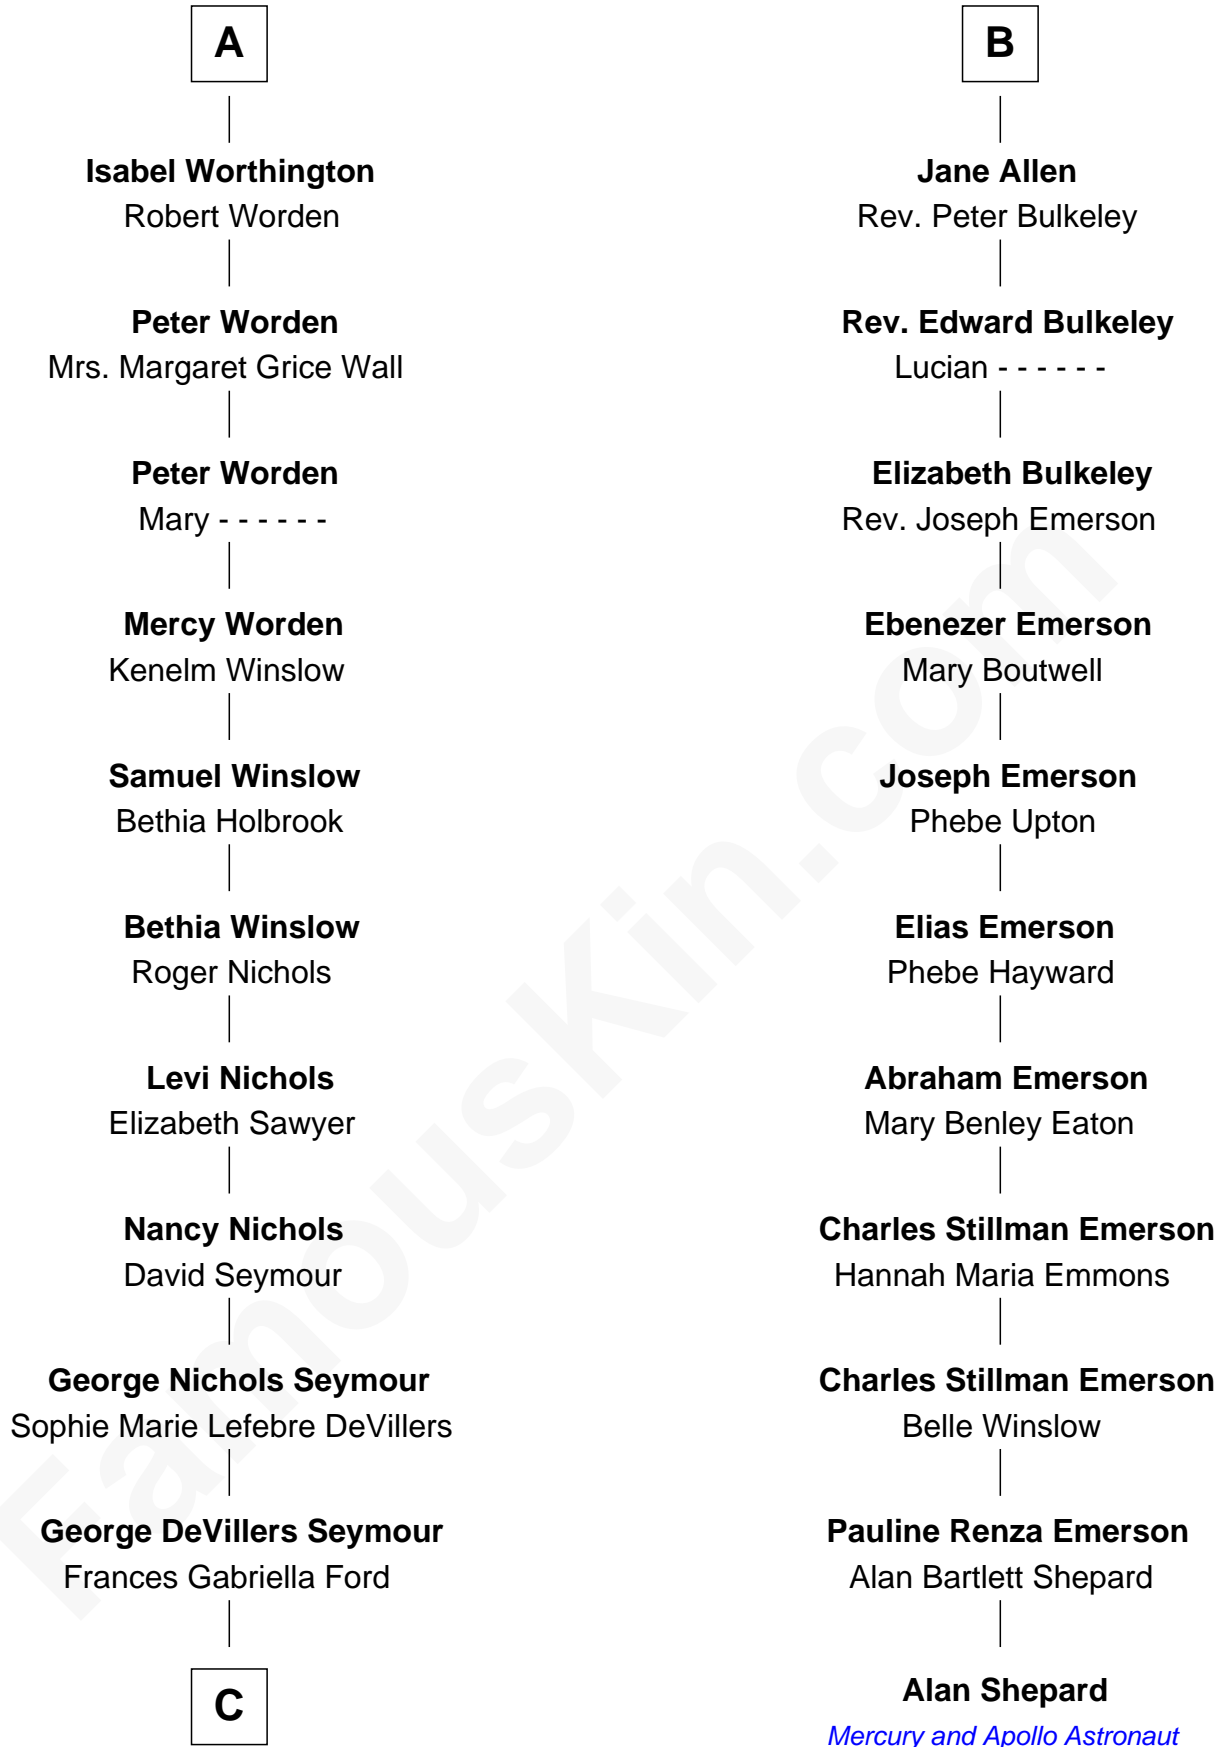 A
Isabel Worthington
Robert Worden
Peter Worden
Mrs. Margaret Grice Wall
Peter Worden
Mary - - - - - -
Mercy Worden
Kenelm Winslow
Samuel Winslow
Bethia Holbrook
Bethia Winslow
Roger Nichols
Levi Nichols
Elizabeth Sawyer
Nancy Nichols
David Seymour
George Nichols Seymour
Sophie Marie Lefebre DeVillers
George DeVillers Seymour
Frances Gabriella Ford
C
B
Jane Allen
Rev. Peter Bulkeley
Rev. Edward Bulkeley
Lucian - - - - - -
Elizabeth Bulkeley
Rev. Joseph Emerson
Ebenezer Emerson
Mary Boutwell
Joseph Emerson
Phebe Upton
Elias Emerson
Phebe Hayward
Abraham Emerson
Mary Benley Eaton
Charles Stillman Emerson
Hannah Maria Emmons
Charles Stillman Emerson
Belle Winslow
Pauline Renza Emerson
Alan Bartlett Shepard
Alan Shepard
Mercury and Apollo Astronaut
FamousKin.com